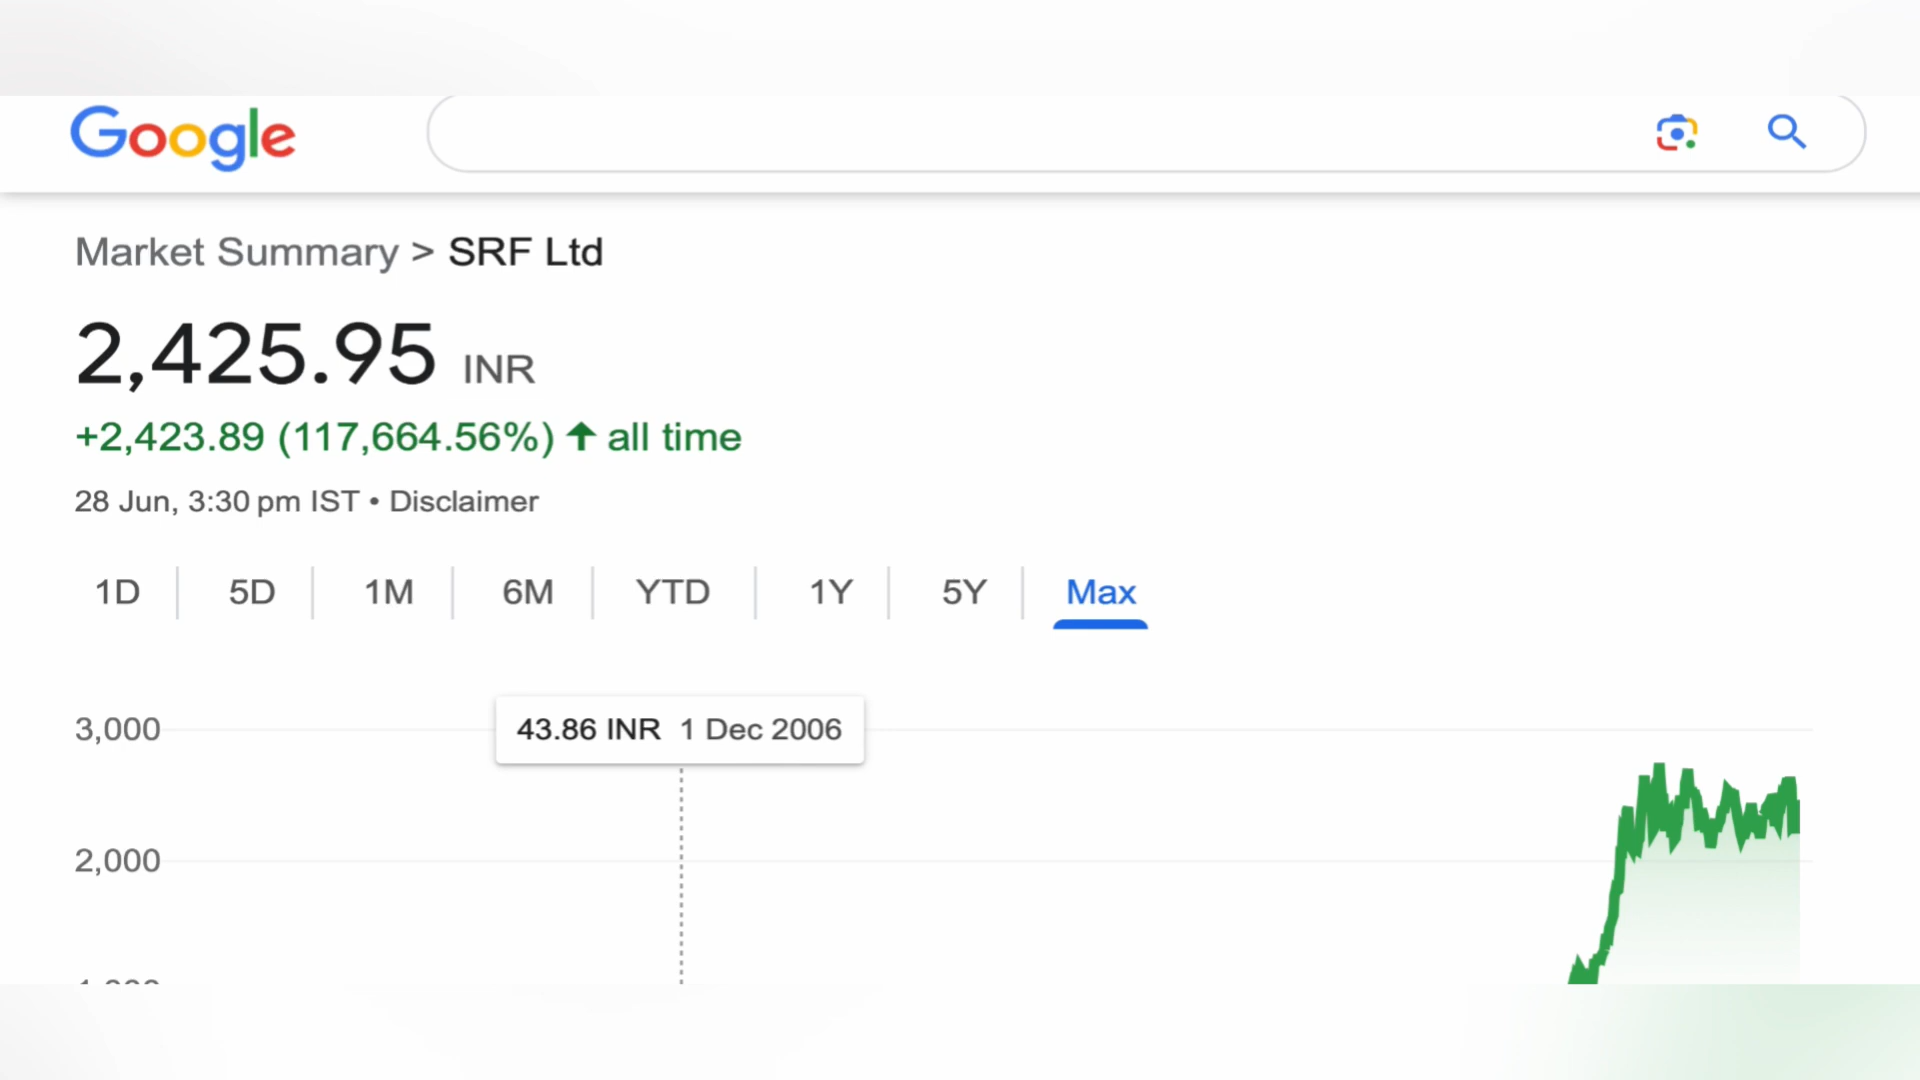 Google
Market Summary > SRF Ltd
2,425.95 INR
+2,423.89 (117,664.56%) ↑ all time
28 Jun, 3:30 pm IST • Disclaimer
1D 5D 1M 6M YTD 1Y 5Y Max
43.86 INR 1 Dec 2006
3,000
2,000